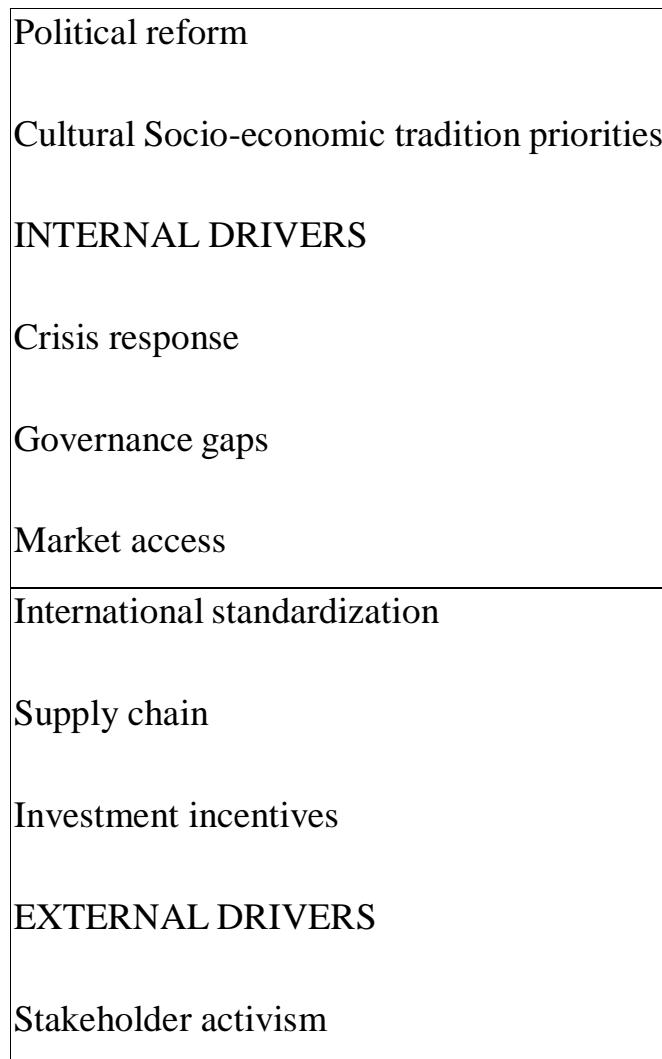 Political reform
Cultural Socio-economic tradition priorities
INTERNAL DRIVERS
Crisis response
Governance gaps
Market access
International standardization
Supply chain
Investment incentives
EXTERNAL DRIVERS
Stakeholder activism